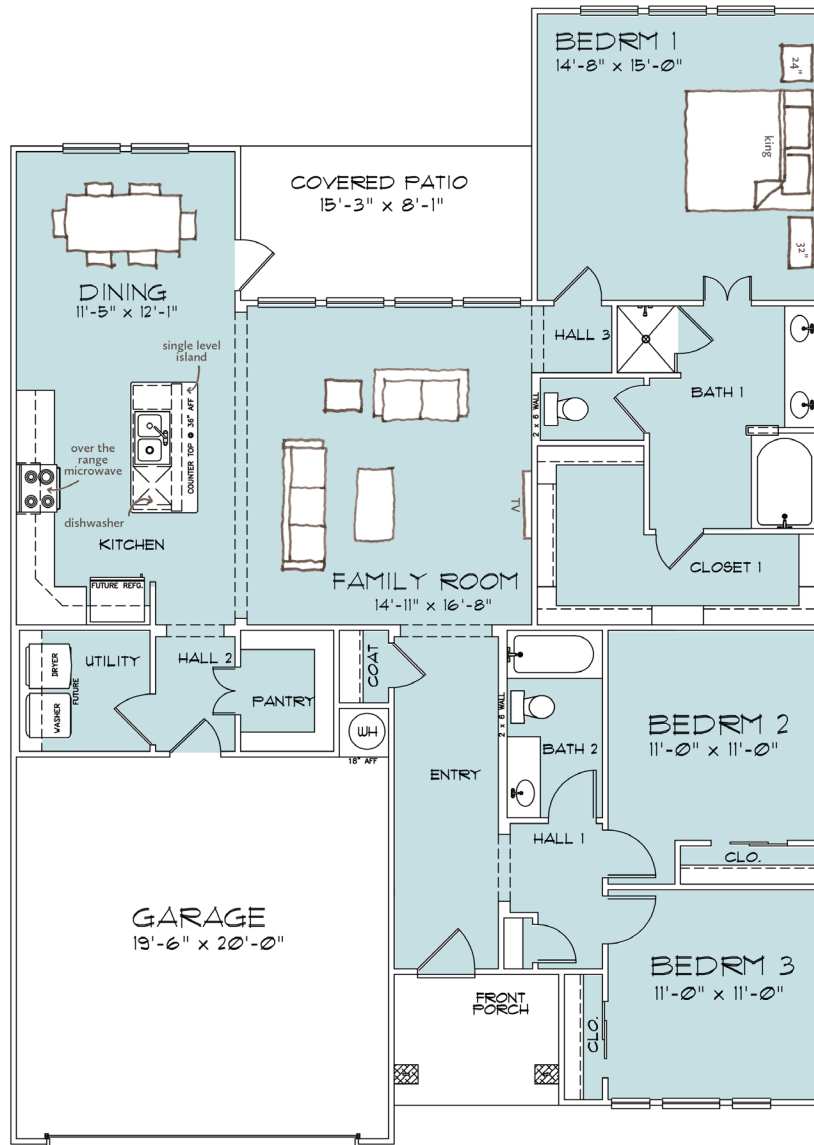 BEDRM 1
14'-8" x 15'-0"
24"
king
32"
COVERED PATIO
15'-3" x 8'-1"
DINING
11'-5" x 12'-1"
single level
island
HALL 3
BATH 1
2 x 6 WALL
COUNTER TOP @ 36" AFF
over the
range
microwave
dishwasher
TV
KITCHEN
CLOSET 1
FUTURE REFG.
FAMILY ROOM
14'-11" x 16'-8"
UTILITY
DRYER
WASHER
FUTURE
HALL 2
PANTRY
COAT
WH
18" AFF
2 x 6 WALL
BATH 2
ENTRY
BEDRM 2
11'-0" x 11'-0"
HALL 1
CLO.
GARAGE
19'-6" x 20'-0"
BEDRM 3
11'-0" x 11'-0"
FRONT
PORCH
CLO.